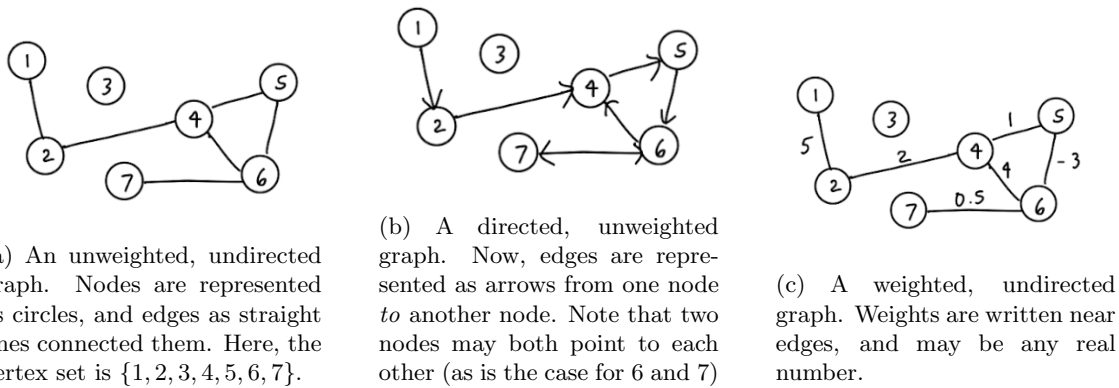 1
3
5
4
2
7
6
1
3
5
4
2
7
6
1
3
1
5
5
4
2
4
-3
2
7
0.5
6
a) An unweighted, undirected
raph. Nodes are represented
s circles, and edges as straight
nes connected them. Here, the
ertex set is {1, 2, 3, 4, 5, 6, 7}.
(b) A directed, unweighted
graph. Now, edges are repre-
sented as arrows from one node
to another node. Note that two
nodes may both point to each
other (as is the case for 6 and 7)
(c) A weighted, undirected
graph. Weights are written near
edges, and may be any real
number.